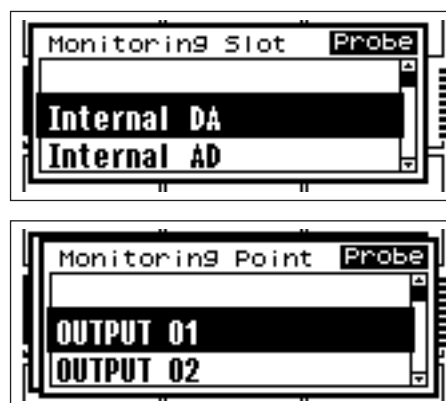 Monitoring Slot Probe
Internal DA
Internal AD
Monitoring Point Probe
OUTPUT 01
OUTPUT 02